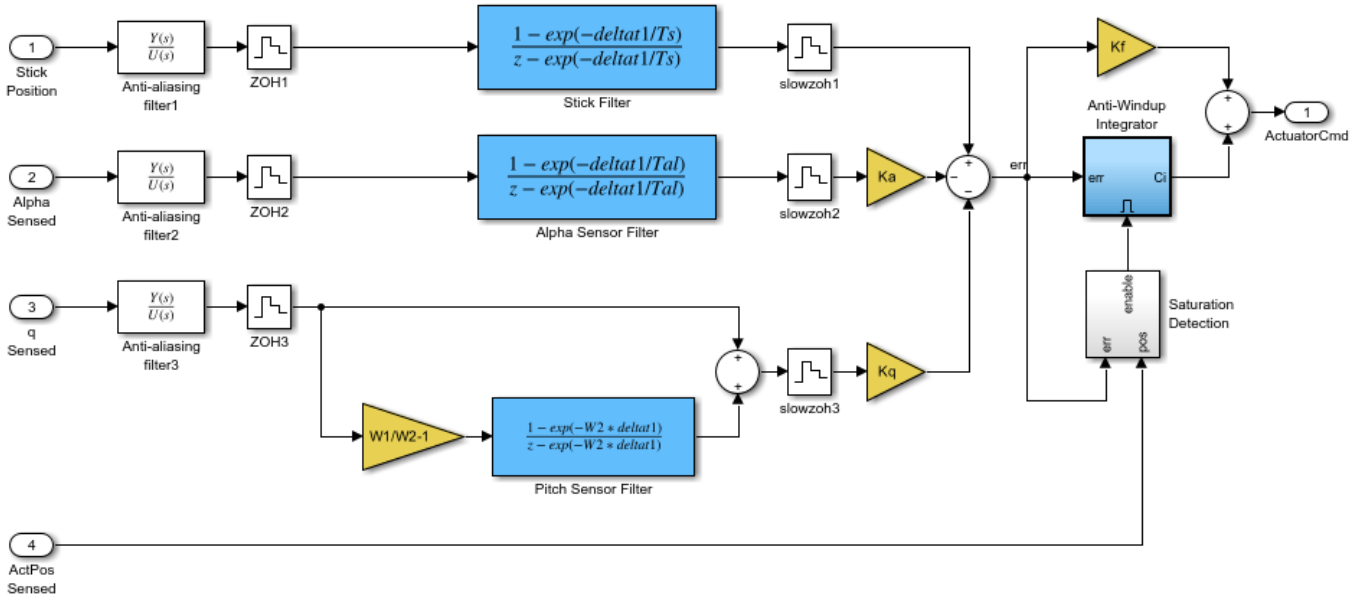 1
Stick
Position
Y(s)
U(s)
Anti-aliasing
filter1
ZOH1
1 − exp(−deltat1/Ts)
z − exp(−deltat1/Ts)
Stick Filter
slowzoh1
Kf
+
+
1
ActuatorCmd
2
Alpha
Sensed
Y(s)
U(s)
Anti-aliasing
filter2
ZOH2
1 − exp(−deltat1/Tal)
z − exp(−deltat1/Tal)
Alpha Sensor Filter
slowzoh2
Ka
+
−
−
err
Anti-Windup
Integrator
err
Ci
3
q
Sensed
Y(s)
U(s)
Anti-aliasing
filter3
ZOH3
+
+
slowzoh3
Kq
enable
err
pos
Saturation
Detection
W1/W2-1
1 − exp(−W2 * deltat1)
z − exp(−W2 * deltat1)
Pitch Sensor Filter
4
ActPos
Sensed